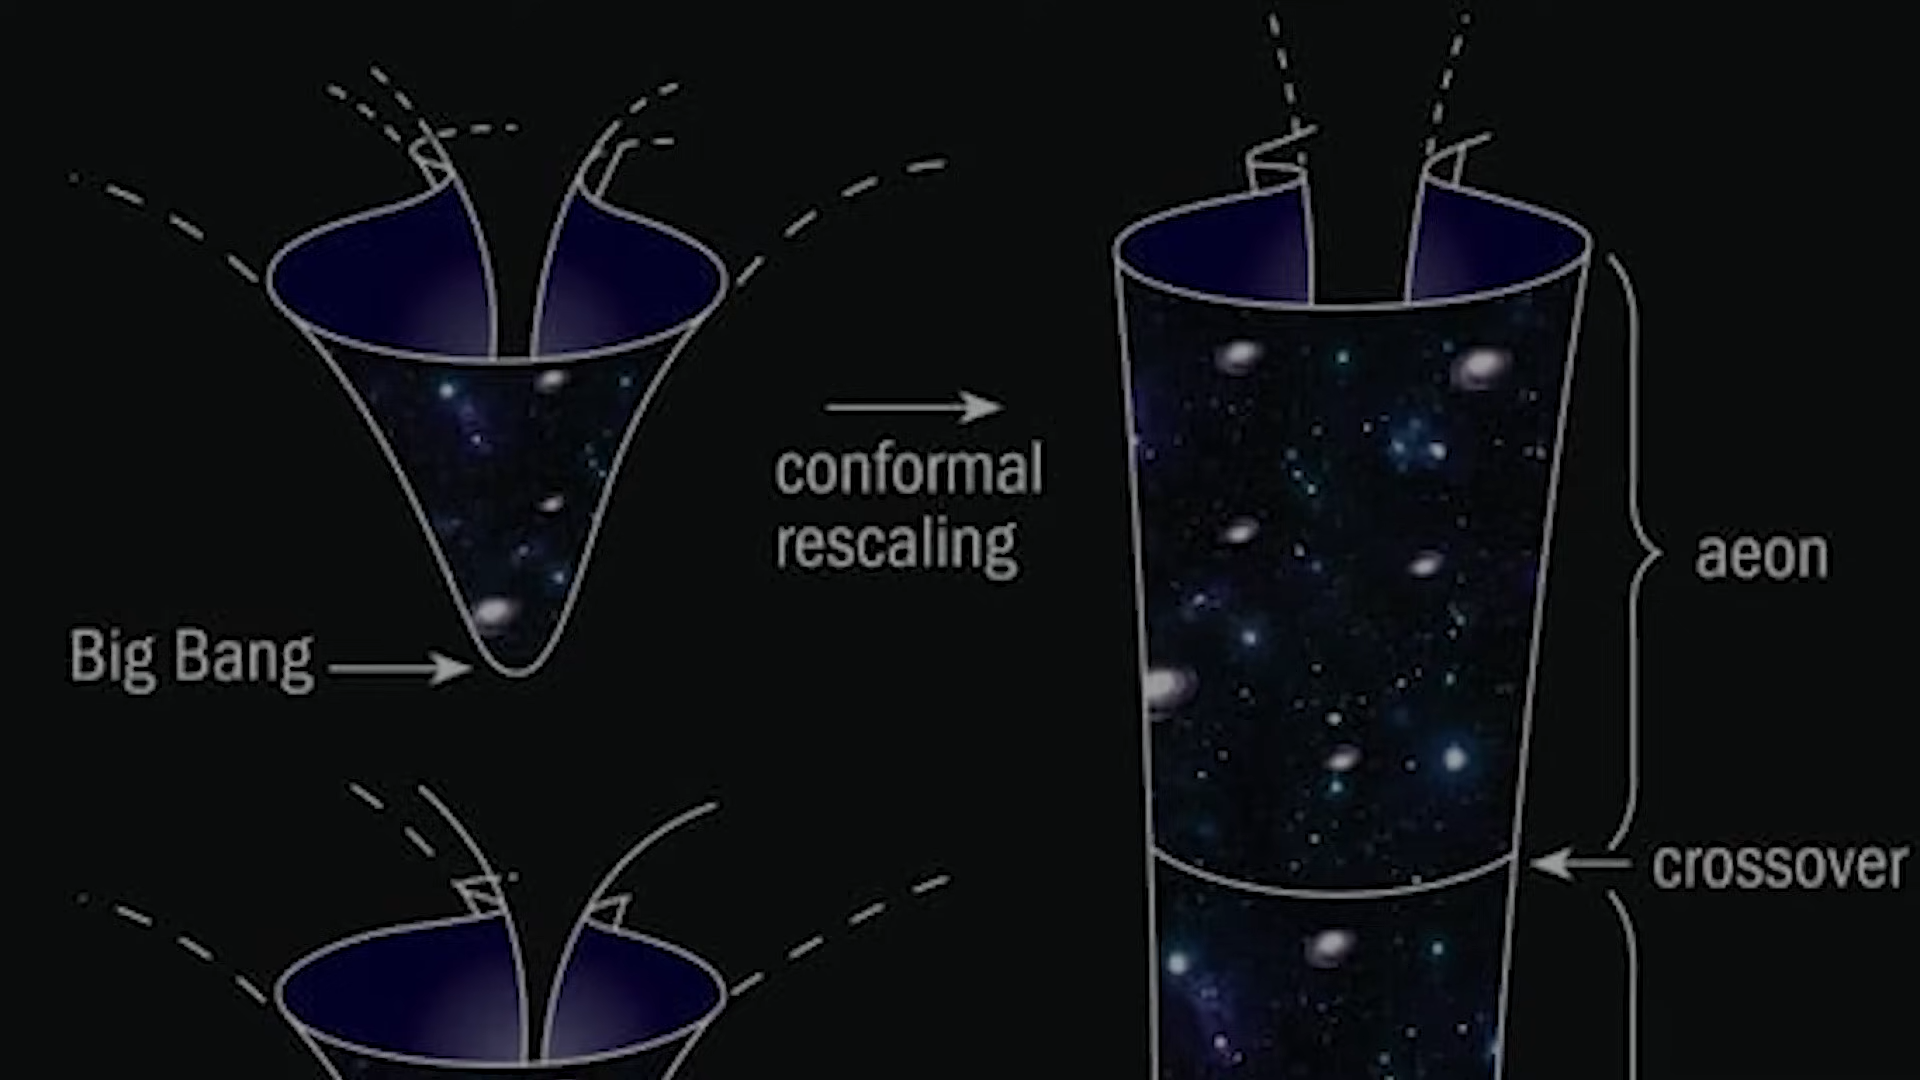 conformal
rescaling
Big Bang
aeon
crossover